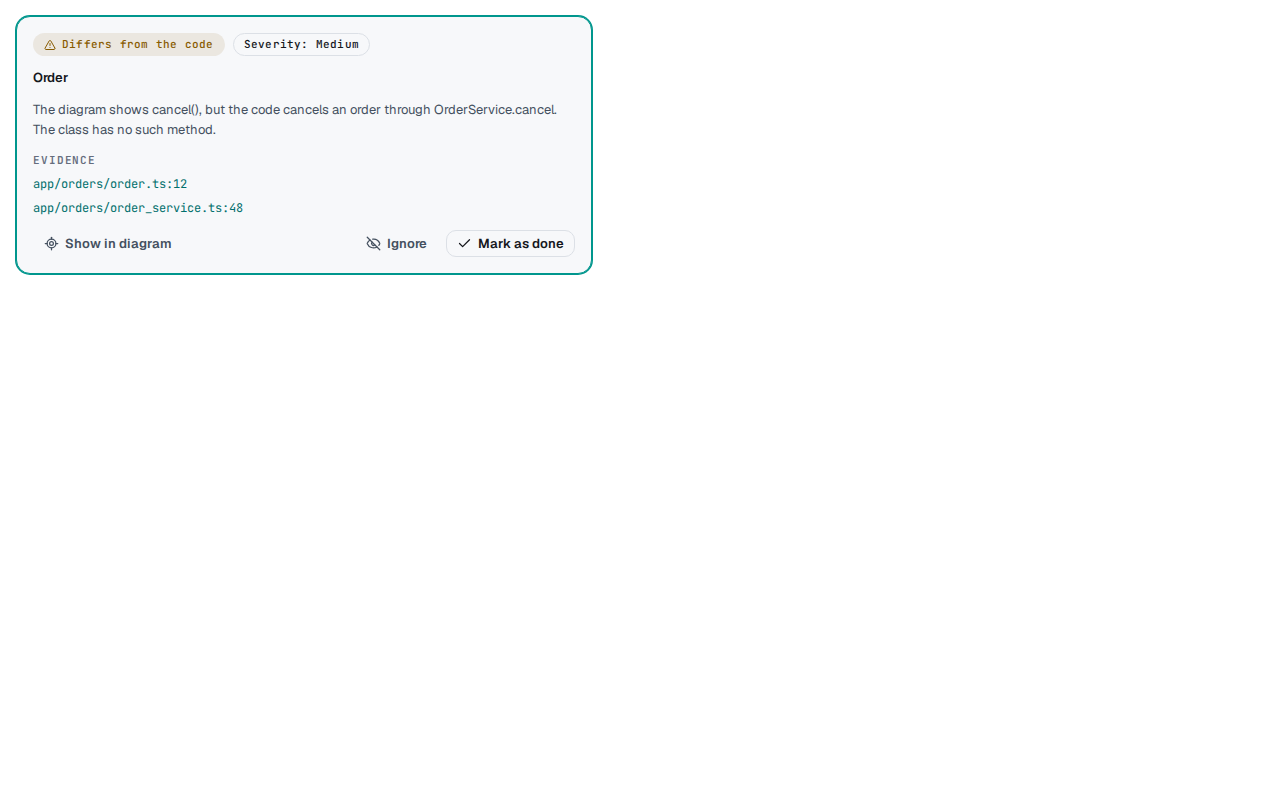 Differs from the code
Severity: Medium
Order
The diagram shows cancel(), but the code cancels an order through OrderService.cancel.
The class has no such method.
EVIDENCE
app/orders/order.ts:12
app/orders/order_service.ts:48
Show in diagram
Ignore
Mark as done